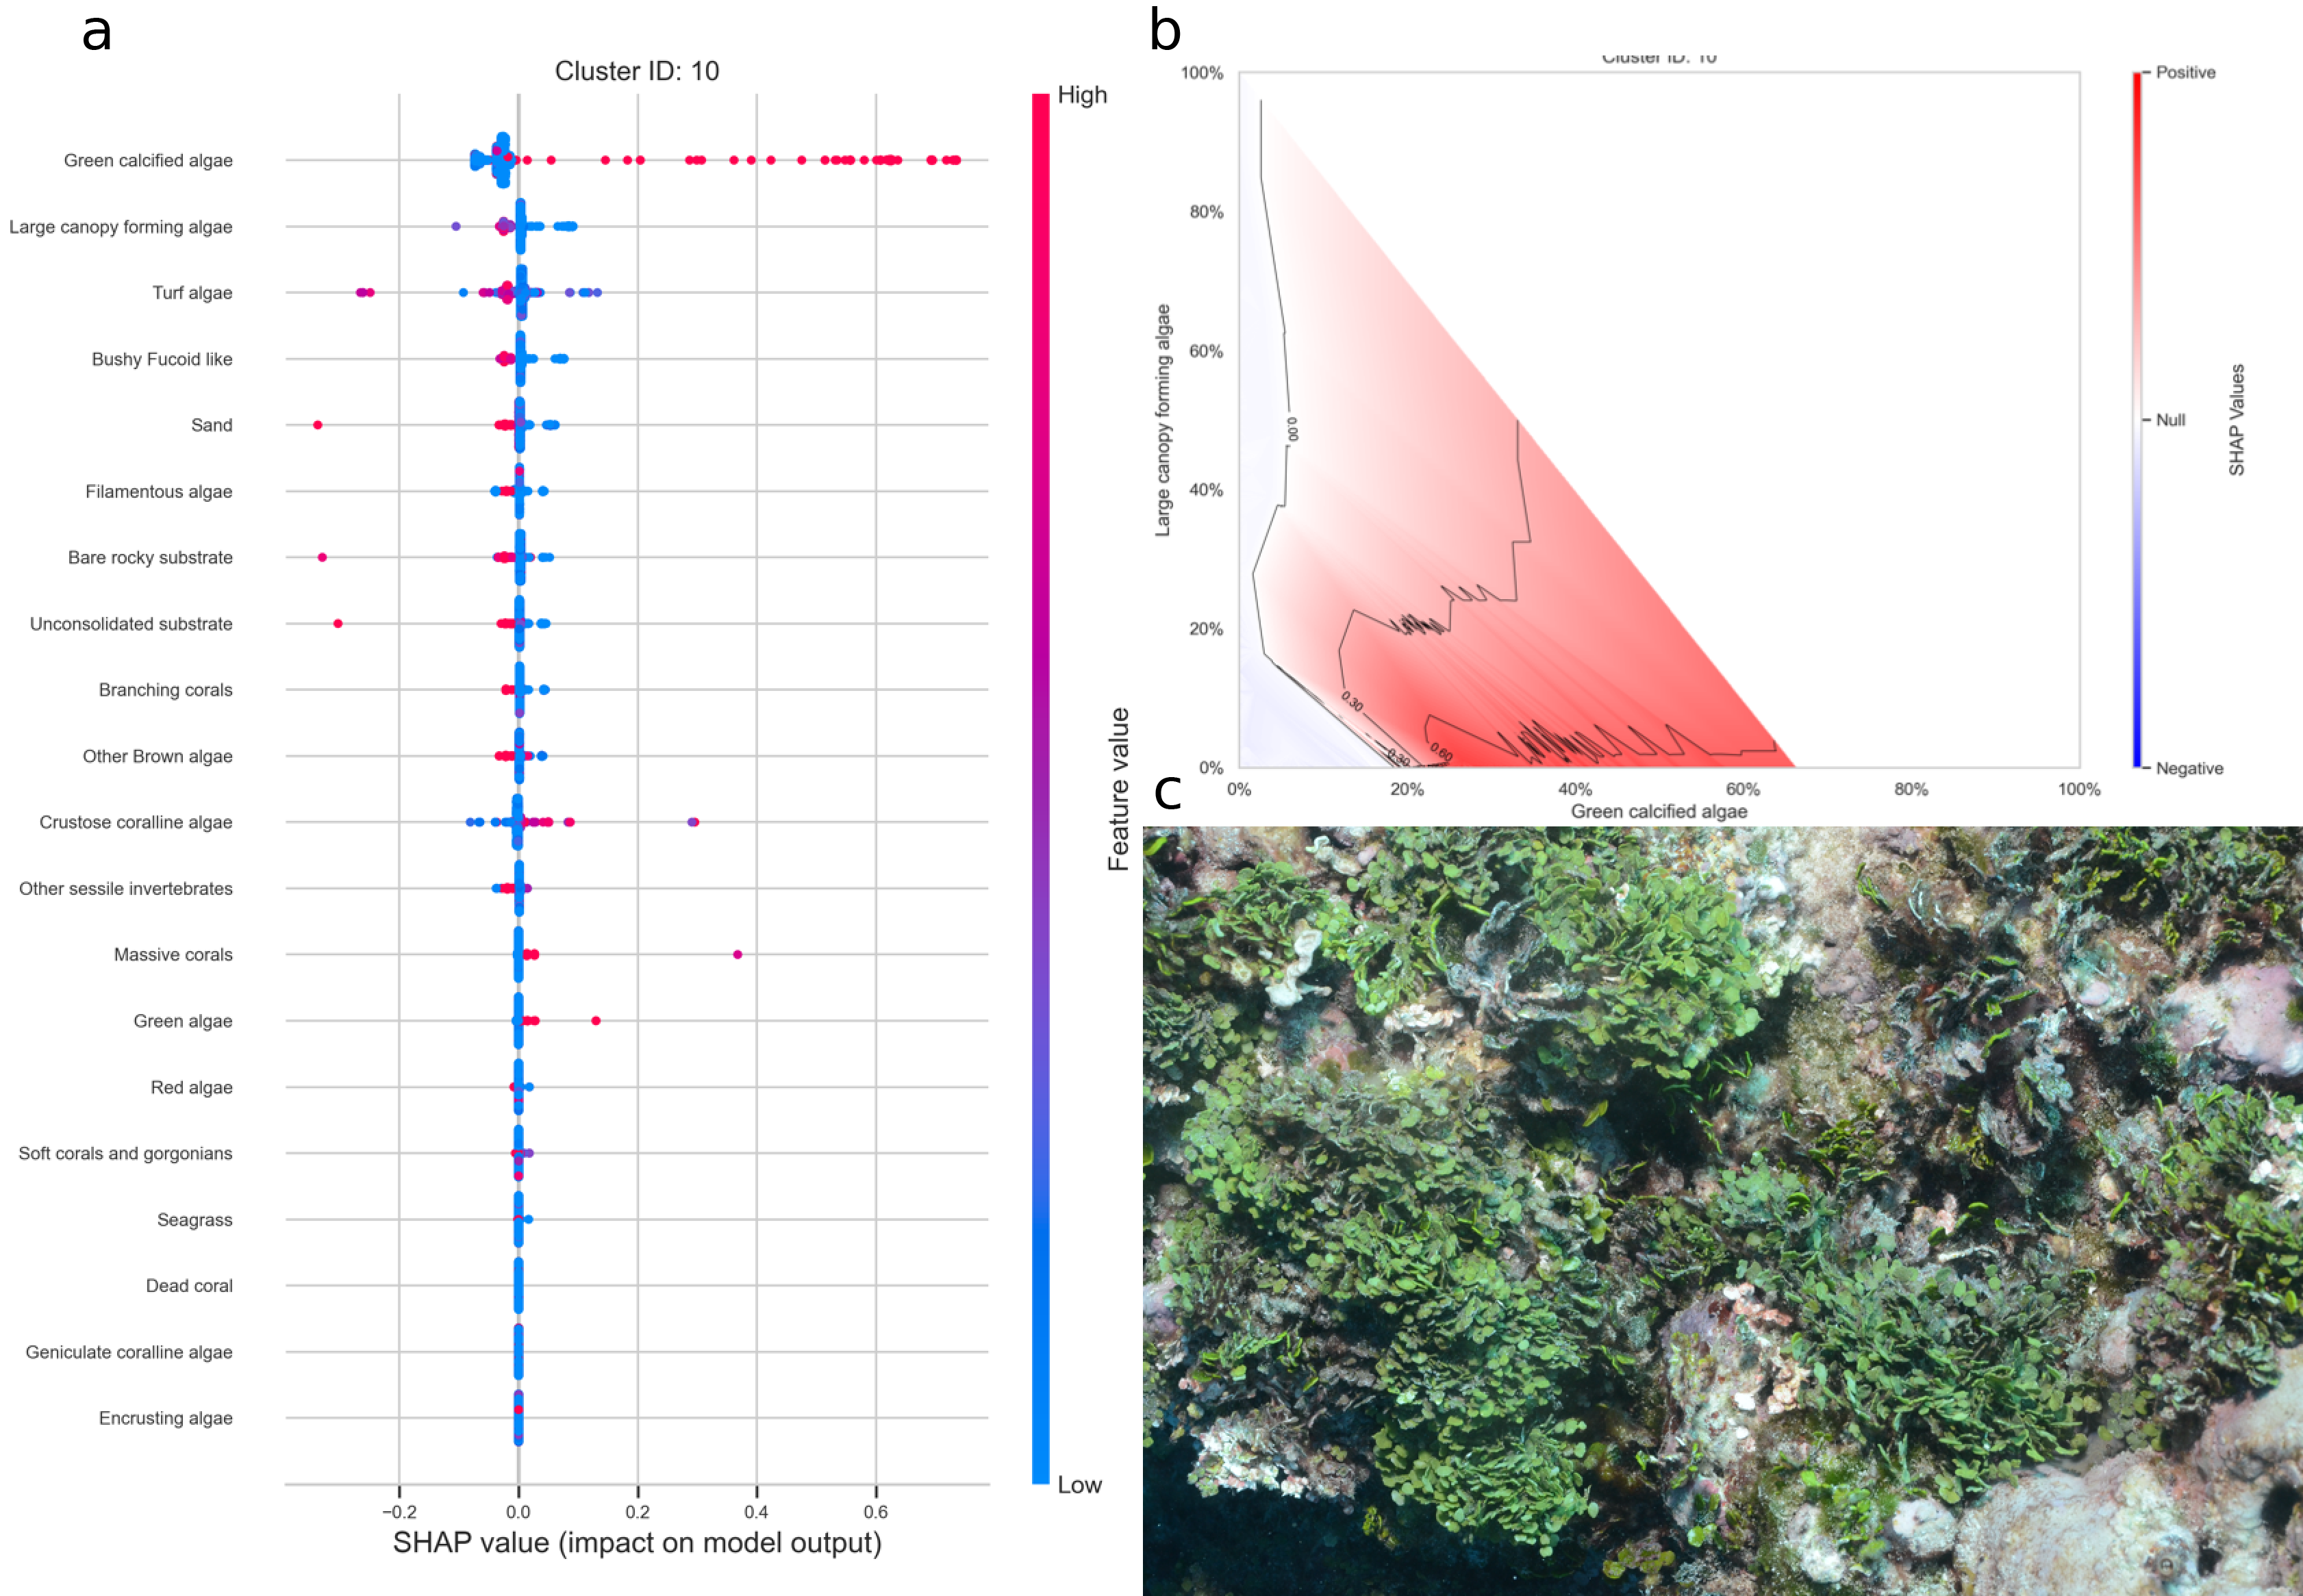 a
Cluster ID: 10
High
Green calcified algae
Large canopy forming algae
Turf algae
Bushy Fucoid like
Sand
Filamentous algae
Bare rocky substrate
Unconsolidated substrate
Branching corals
Other Brown algae
Crustose coralline algae
Other sessile invertebrates
Massive corals
Green algae
Red algae
Soft corals and gorgonians
Seagrass
Dead coral
Geniculate coralline algae
Encrusting algae
Low
Feature value
−0.2 0.0 0.2 0.4 0.6
SHAP value (impact on model output)
b
Cluster ID: 10
100%
80%
60%
40%
20%
0%
Large canopy forming algae
0.00
0.30
0.60
0.30
0% 20% 40% 60% 80% 100%
Green calcified algae
Positive
Null
Negative
SHAP Values
c